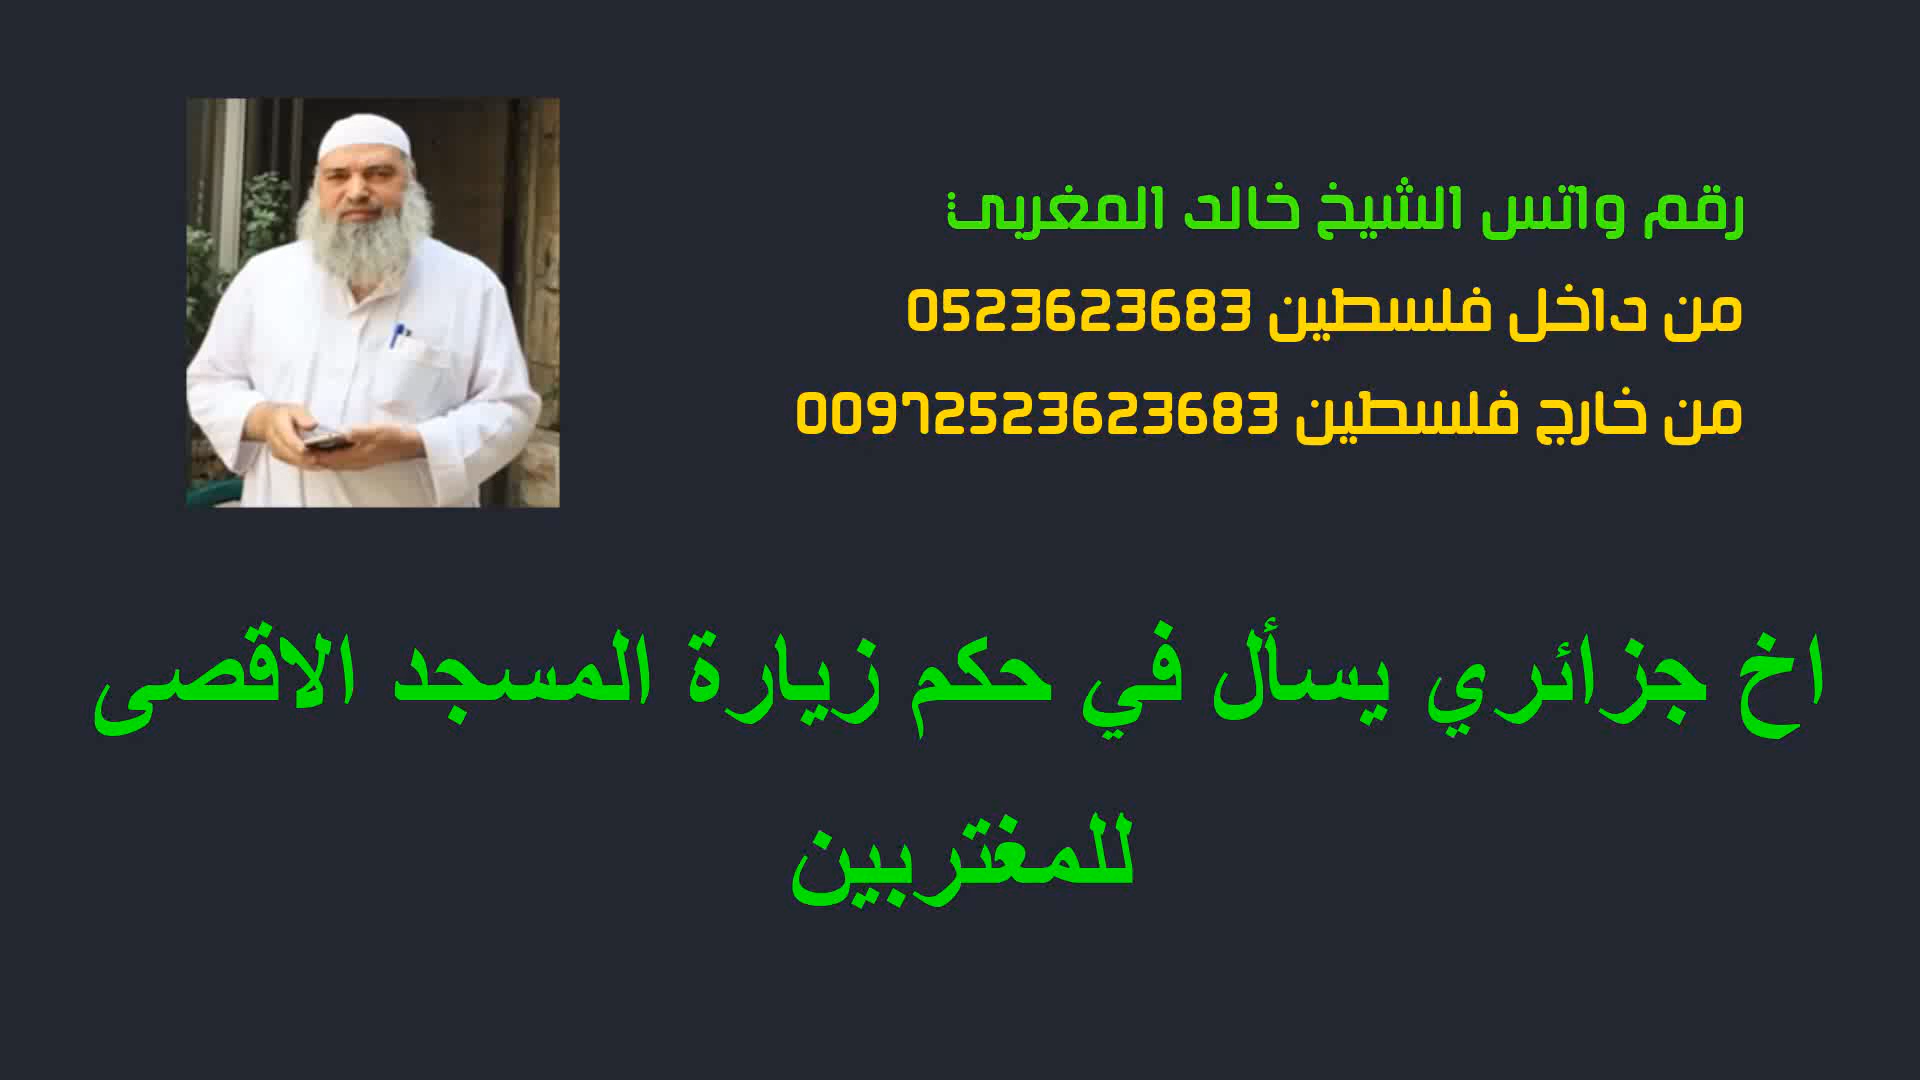 رقم واتس الشيخ خالد المغربي
من داخل فلسطين 0523623683
من خارج فلسطين 00972523623683
اخ جزائري يسأل في حكم زيارة المسجد الاقصى
للمغتربين